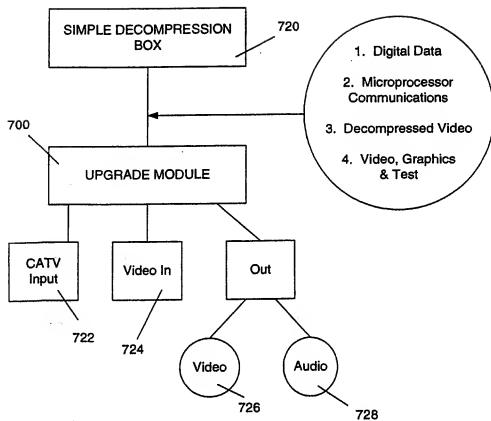 SIMPLE DECOMPRESSION
BOX
720
1. Digital Data
2. Microprocessor
Communications
3. Decompressed Video
4. Video, Graphics
& Test
700
UPGRADE MODULE
CATV
Input
722
Video In
724
Out
Video
726
Audio
728